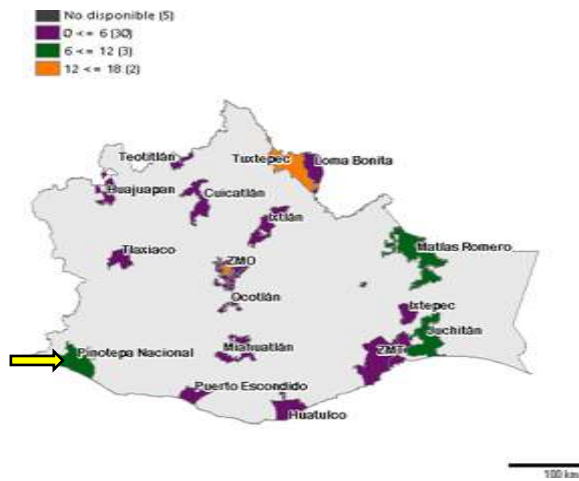 No disponible (5)
0 <= 6 (30)
6 <= 12 (3)
12 <= 18 (2)
Teotitlán
Tuxtepec
Loma Bonita
Huajuapan
Cuicatlán
Ixtlán
Tlaxiaco
ZMO
Matías Romero
Ocotlán
Ixtepec
Juchitán
Pinotepa Nacional
Miahuatlán
ZMT
Puerto Escondido
Huatulco
100 km